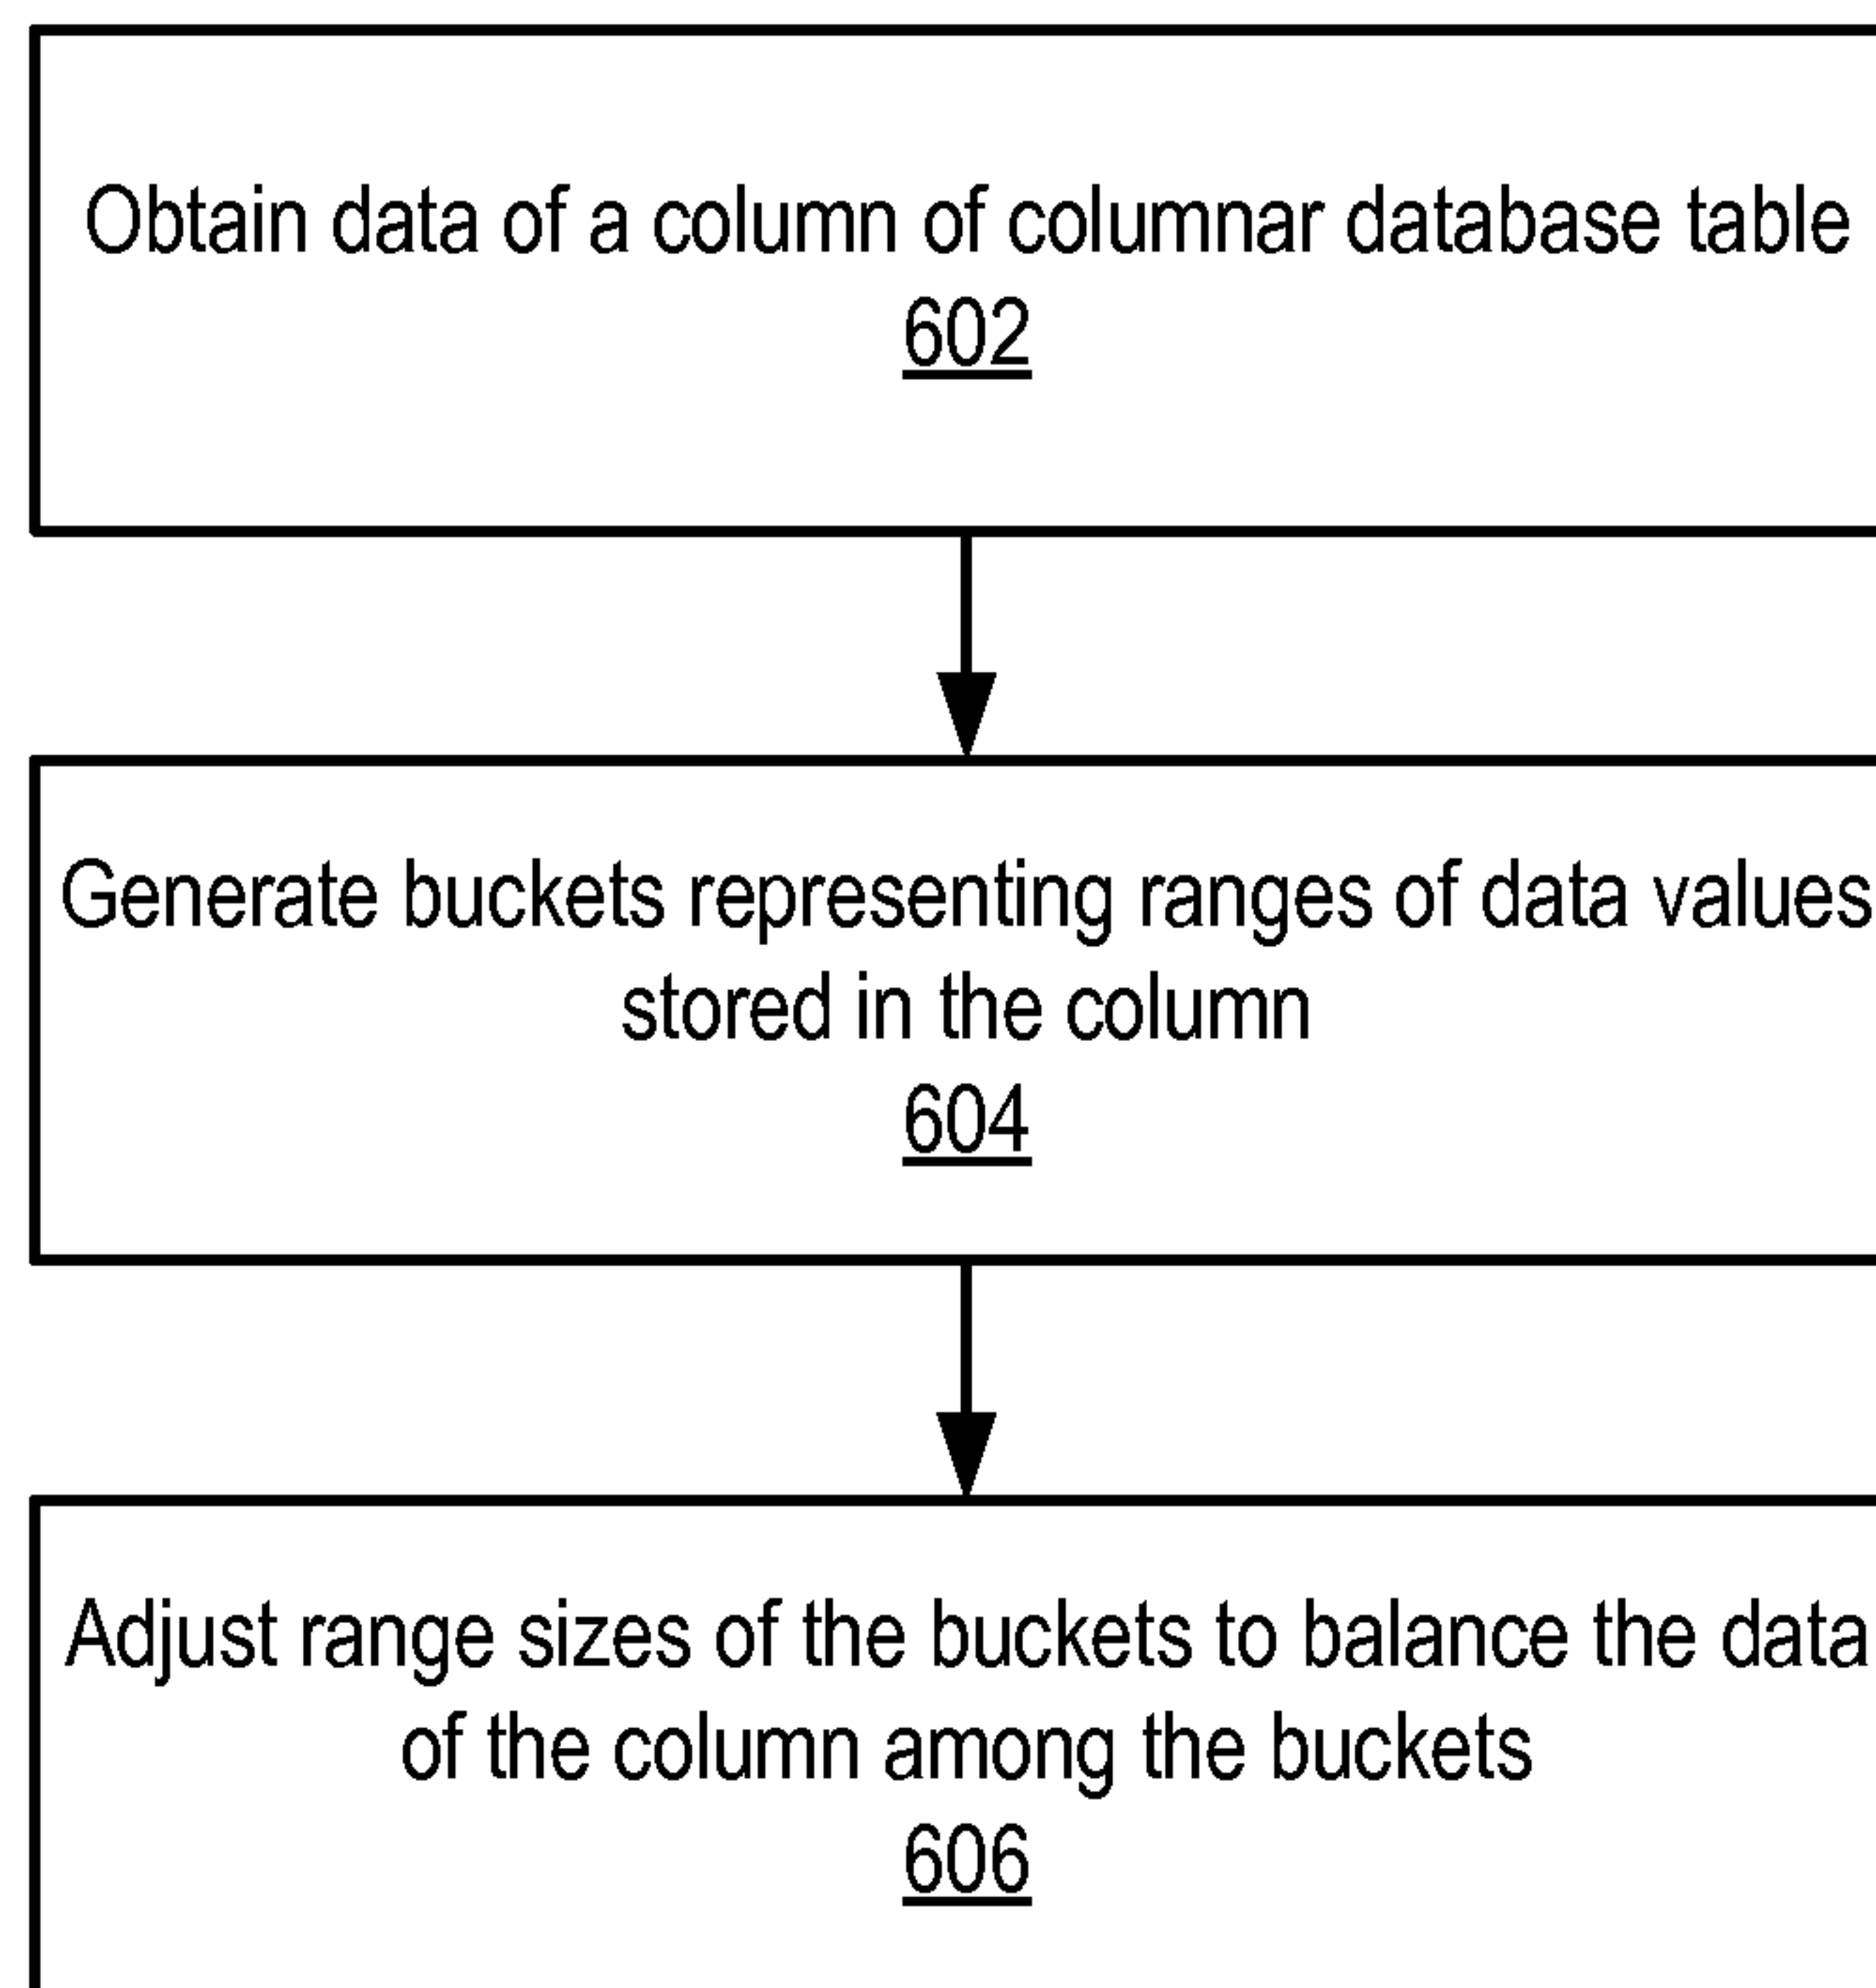 Obtain data of a column of columnar database table
602
Generate buckets representing ranges of data values
stored in the column
604
Adjust range sizes of the buckets to balance the data
of the column among the buckets
606